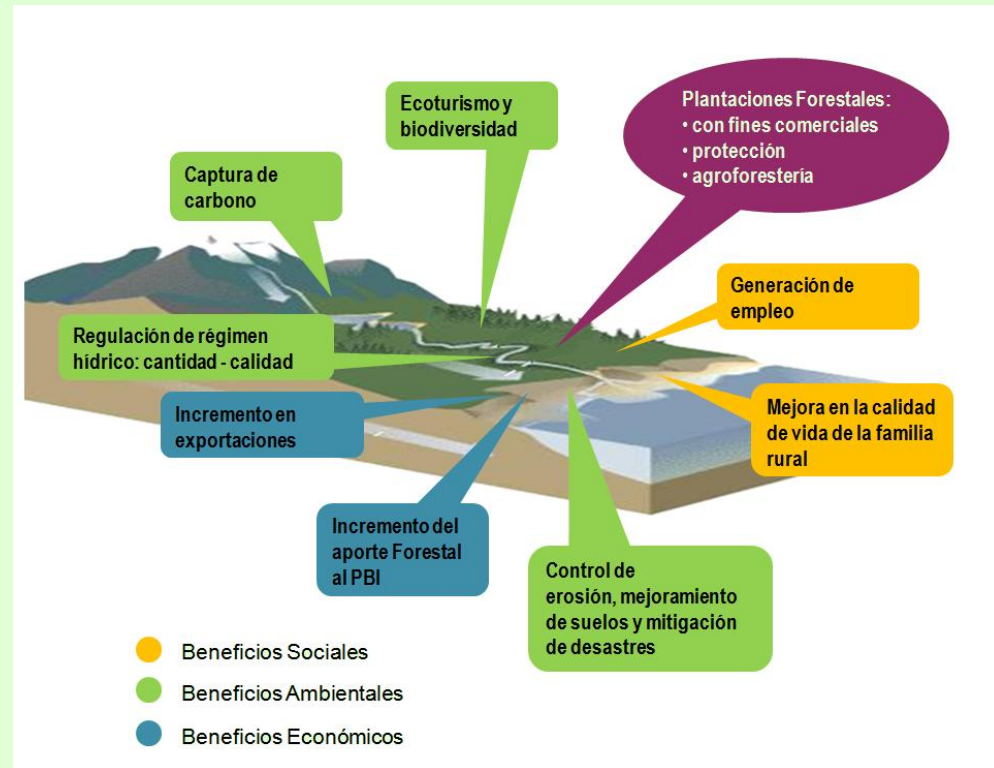 Ecoturismo y
biodiversidad
Plantaciones Forestales:
• con fines comerciales
• protección
• agroforestería
Captura de
carbono
Generación de
empleo
Regulación de régimen
hídrico: cantidad - calidad
Incremento en
exportaciones
Mejora en la calidad
de vida de la familia
rural
Incremento del
aporte Forestal
al PBI
Control de
erosión, mejoramiento
de suelos y mitigación
de desastres
Beneficios Sociales
Beneficios Ambientales
Beneficios Económicos